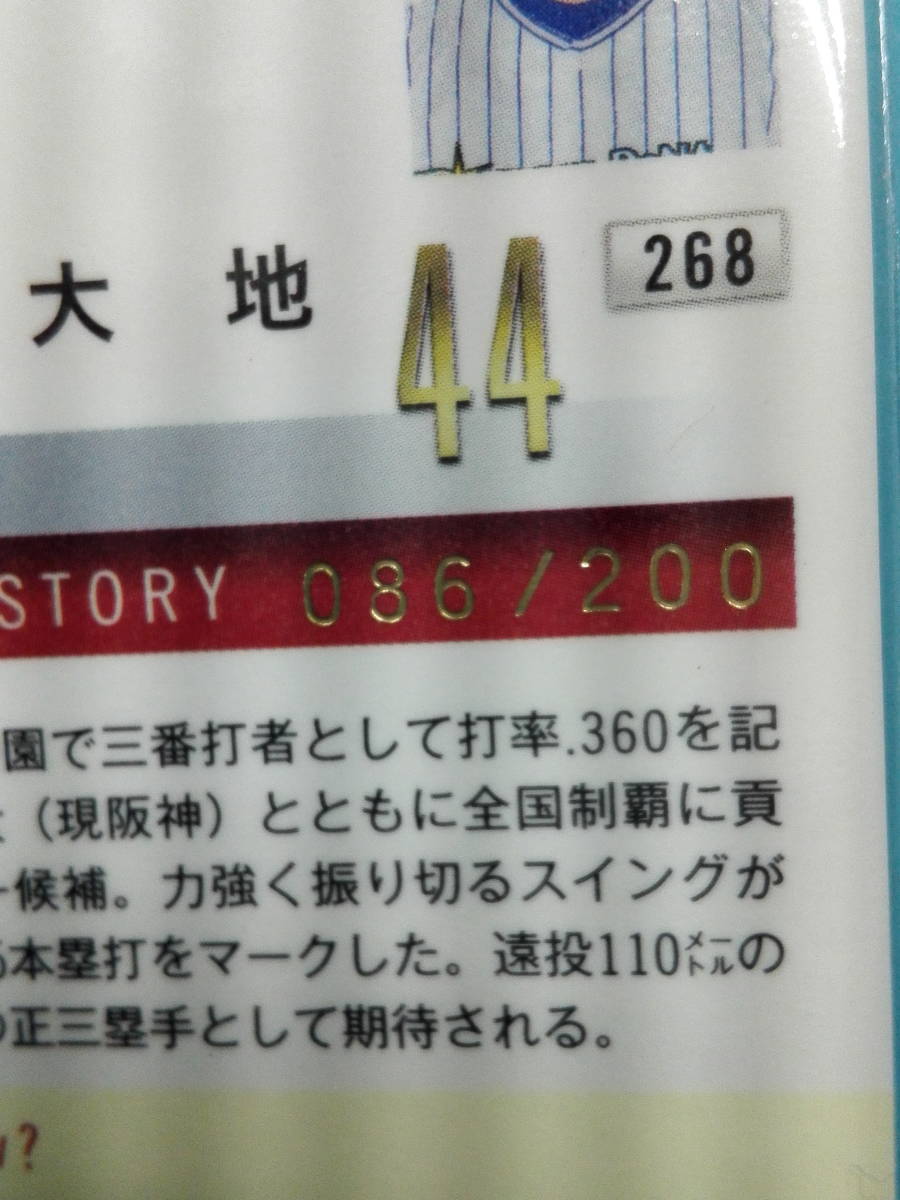 大地 44 268
STORY 086/200
園で三番打者として打率.360を記
（現阪神）とともに全国制覇に貢
候補。力強く振り切るスイングが
本塁打をマークした。遠投110㍍の
正三塁手として期待される。
?